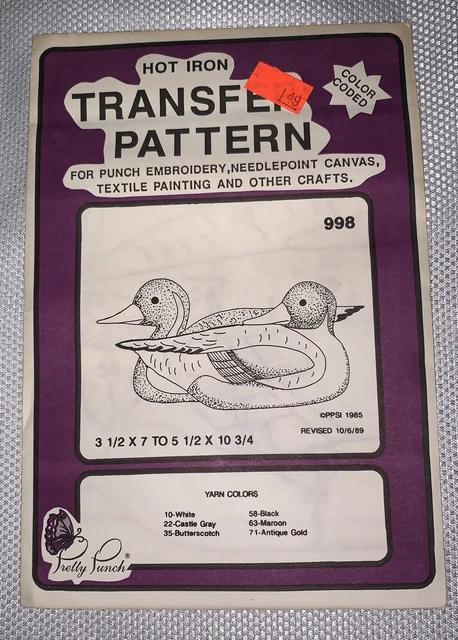 HOT IRON
TRANSFER
PATTERN
COLOR
CODED
1.49
FOR PUNCH EMBROIDERY, NEEDLEPOINT CANVAS,
TEXTILE PAINTING AND OTHER CRAFTS.
998
©PPSI 1985
REVISED 10/6/89
3 1/2 X 7 TO 5 1/2 X 10 3/4
YARN COLORS
10-White
22-Castle Gray
35-Butterscotch
58-Black
63-Maroon
71-Antique Gold
Pretty Punch®